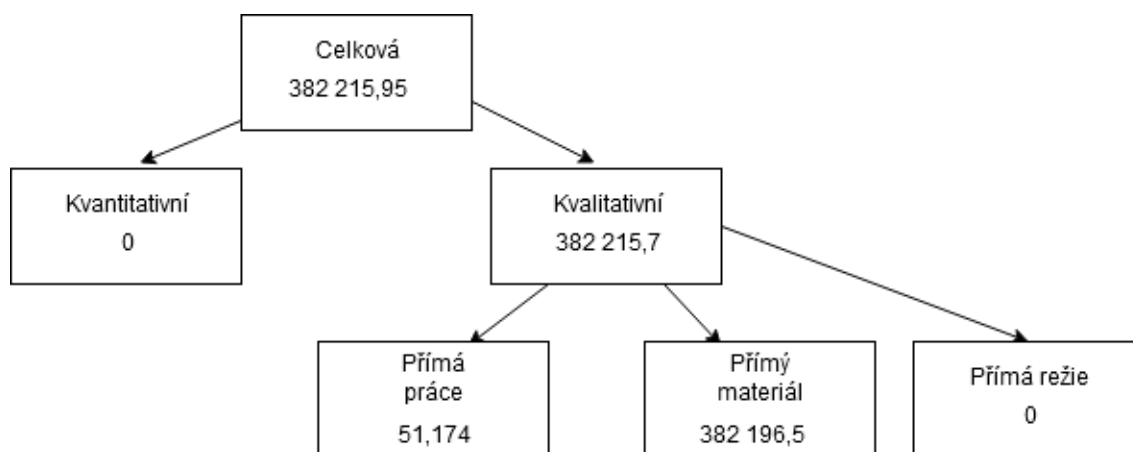 Celková
382 215,95
Kvantitativní
0
Kvalitativní
382 215,7
Přímá
práce
51,174
Přímý
materiál
382 196,5
Přímá režie
0